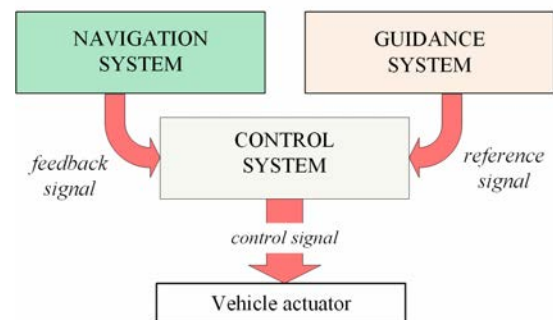 NAVIGATION
SYSTEM
GUIDANCE
SYSTEM
CONTROL
SYSTEM
feedback
signal
reference
signal
control signal
Vehicle actuator